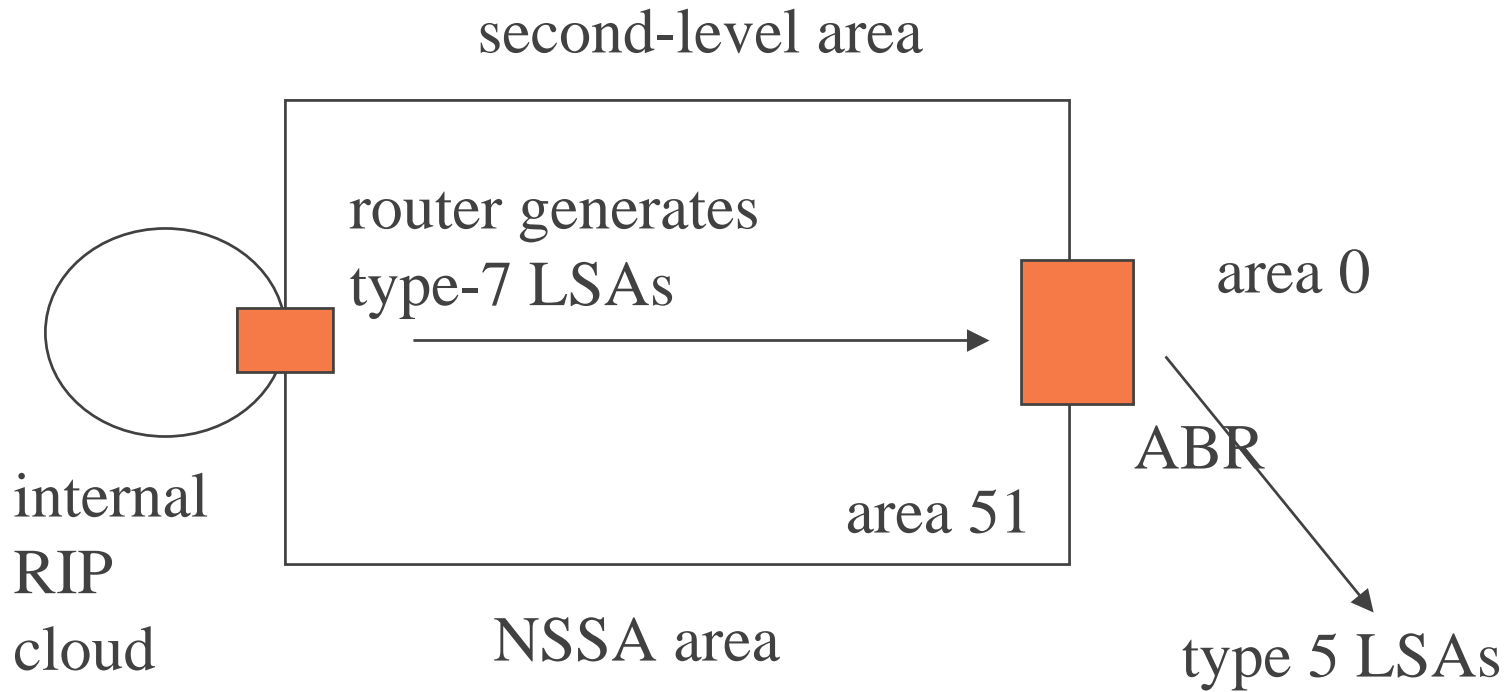 second-level area
router generates
type-7 LSAs
area 0
ABR
area 51
internal
RIP
cloud
NSSA area
type 5 LSAs